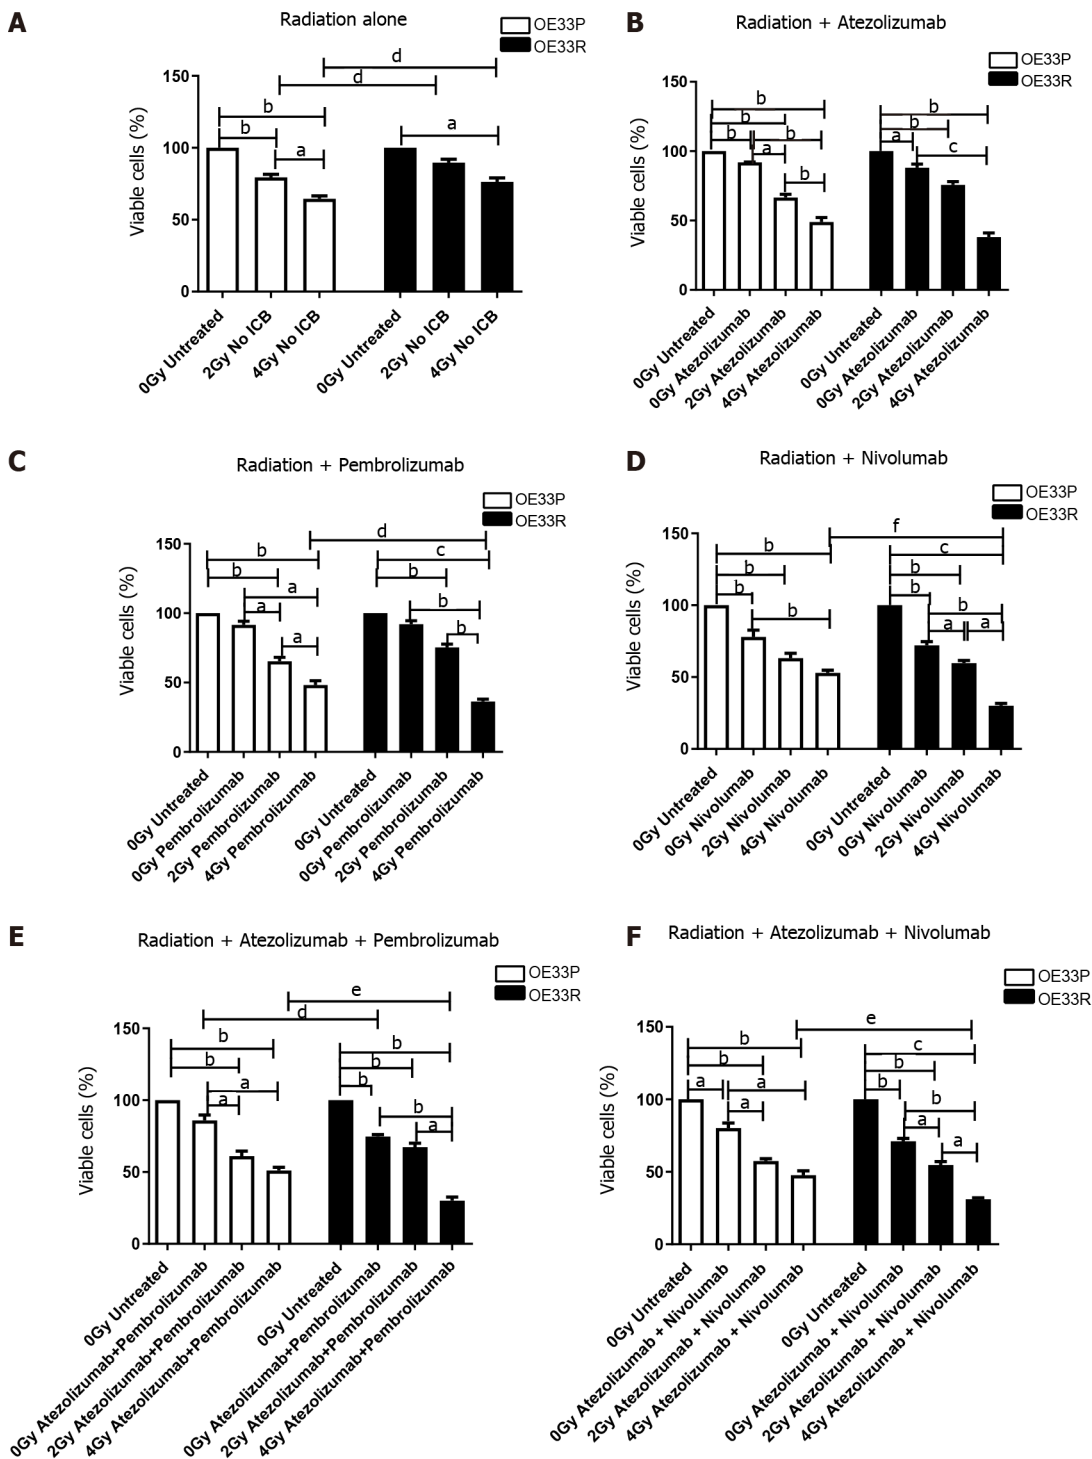 A
Radiation alone
OE33P
OE33R
Viable cells (%)
150
100
50
0
d
d
b
b
a
a
0Gy Untreated
2Gy No ICB
4Gy No ICB
0Gy Untreated
2Gy No ICB
4Gy No ICB
B
Radiation + Atezolizumab
OE33P
OE33R
Viable cells (%)
150
100
50
0
b
b
b
b
a
b
b
b
a
c
0Gy Untreated
0Gy Atezolizumab
2Gy Atezolizumab
4Gy Atezolizumab
0Gy Untreated
0Gy Atezolizumab
2Gy Atezolizumab
4Gy Atezolizumab
C
Radiation + Pembrolizumab
OE33P
OE33R
Viable cells (%)
150
100
50
0
d
b
b
a
a
a
c
b
b
b
0Gy Untreated
0Gy Pembrolizumab
2Gy Pembrolizumab
4Gy Pembrolizumab
0Gy Untreated
0Gy Pembrolizumab
2Gy Pembrolizumab
4Gy Pembrolizumab
D
Radiation + Nivolumab
OE33P
OE33R
Viable cells (%)
150
100
50
0
f
b
b
b
b
c
b
b
b
a
a
0Gy Untreated
0Gy Nivolumab
2Gy Nivolumab
4Gy Nivolumab
0Gy Untreated
0Gy Nivolumab
2Gy Nivolumab
4Gy Nivolumab
E
Radiation + Atezolizumab + Pembrolizumab
OE33P
OE33R
Viable cells (%)
150
100
50
0
e
d
b
b
a
a
b
b
b
b
a
0Gy Untreated
0Gy Atezolizumab+Pembrolizumab
2Gy Atezolizumab+Pembrolizumab
4Gy Atezolizumab+Pembrolizumab
0Gy Untreated
0Gy Atezolizumab+Pembrolizumab
2Gy Atezolizumab+Pembrolizumab
4Gy Atezolizumab+Pembrolizumab
F
Radiation + Atezolizumab + Nivolumab
OE33P
OE33R
Viable cells (%)
150
100
50
0
e
b
b
a
a
a
c
b
b
b
a
a
0Gy Untreated
0Gy Atezolizumab + Nivolumab
2Gy Atezolizumab + Nivolumab
4Gy Atezolizumab + Nivolumab
0Gy Untreated
0Gy Atezolizumab + Nivolumab
2Gy Atezolizumab + Nivolumab
4Gy Atezolizumab + Nivolumab